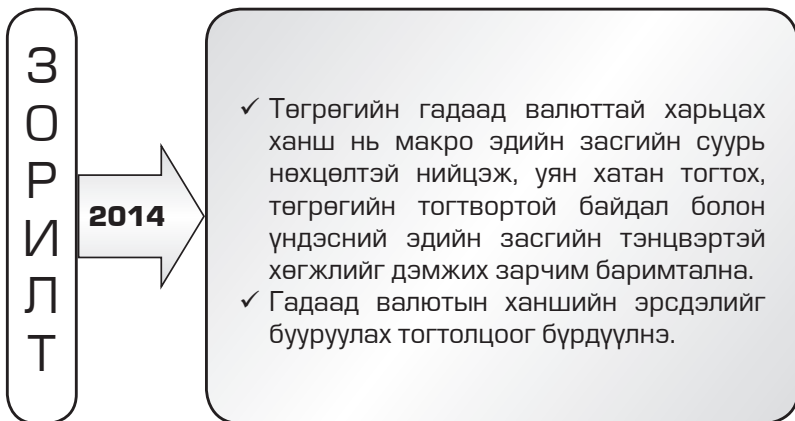 ЗОРИЛТ
2014
✓ Төгрөгийн гадаад валюттай харьцах
ханш нь макро эдийн засгийн суурь
нөхцөлтэй нийцэж, уян хатан тогтох,
төгрөгийн тогтвортой байдал болон
үндэсний эдийн засгийн тэнцвэртэй
хөгжлийг дэмжих зарчим баримтална.
✓ Гадаад валютын ханшийн эрсдэлийг
бууруулах тогтолцоог бүрдүүлнэ.